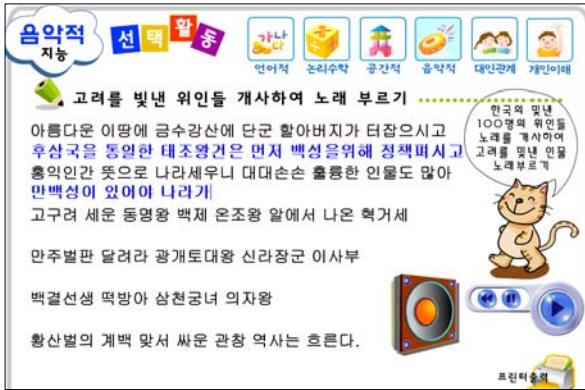 음악적
지능
선택활동
가나다
언어적 논리수학 공간적 음악적 대인관계 개인이해
고려를 빛낸 위인들 개사하여 노래 부르기
한국의 빛낸
100명의 위인들
노래를 개사하여
고려를 빛낸 인물
노래부르기
아름다운 이땅에 금수강산에 단군 할아버지가 터잡으시고
후삼국을 통일한 태조왕건은 먼저 백성을위해 정책펴시고
홍익인간 뜻으로 나라세우니 대대손손 훌륭한 인물도 많아
만백성이 있어야 나라기
고구려 세운 동명왕 백제 온조왕 알에서 나온 혁거세
만주벌판 달려라 광개토대왕 신라장군 이사부
백결선생 떡방아 삼천궁녀 의자왕
황산벌의 계백 맞서 싸운 관창 역사는 흐른다.
프린터출력